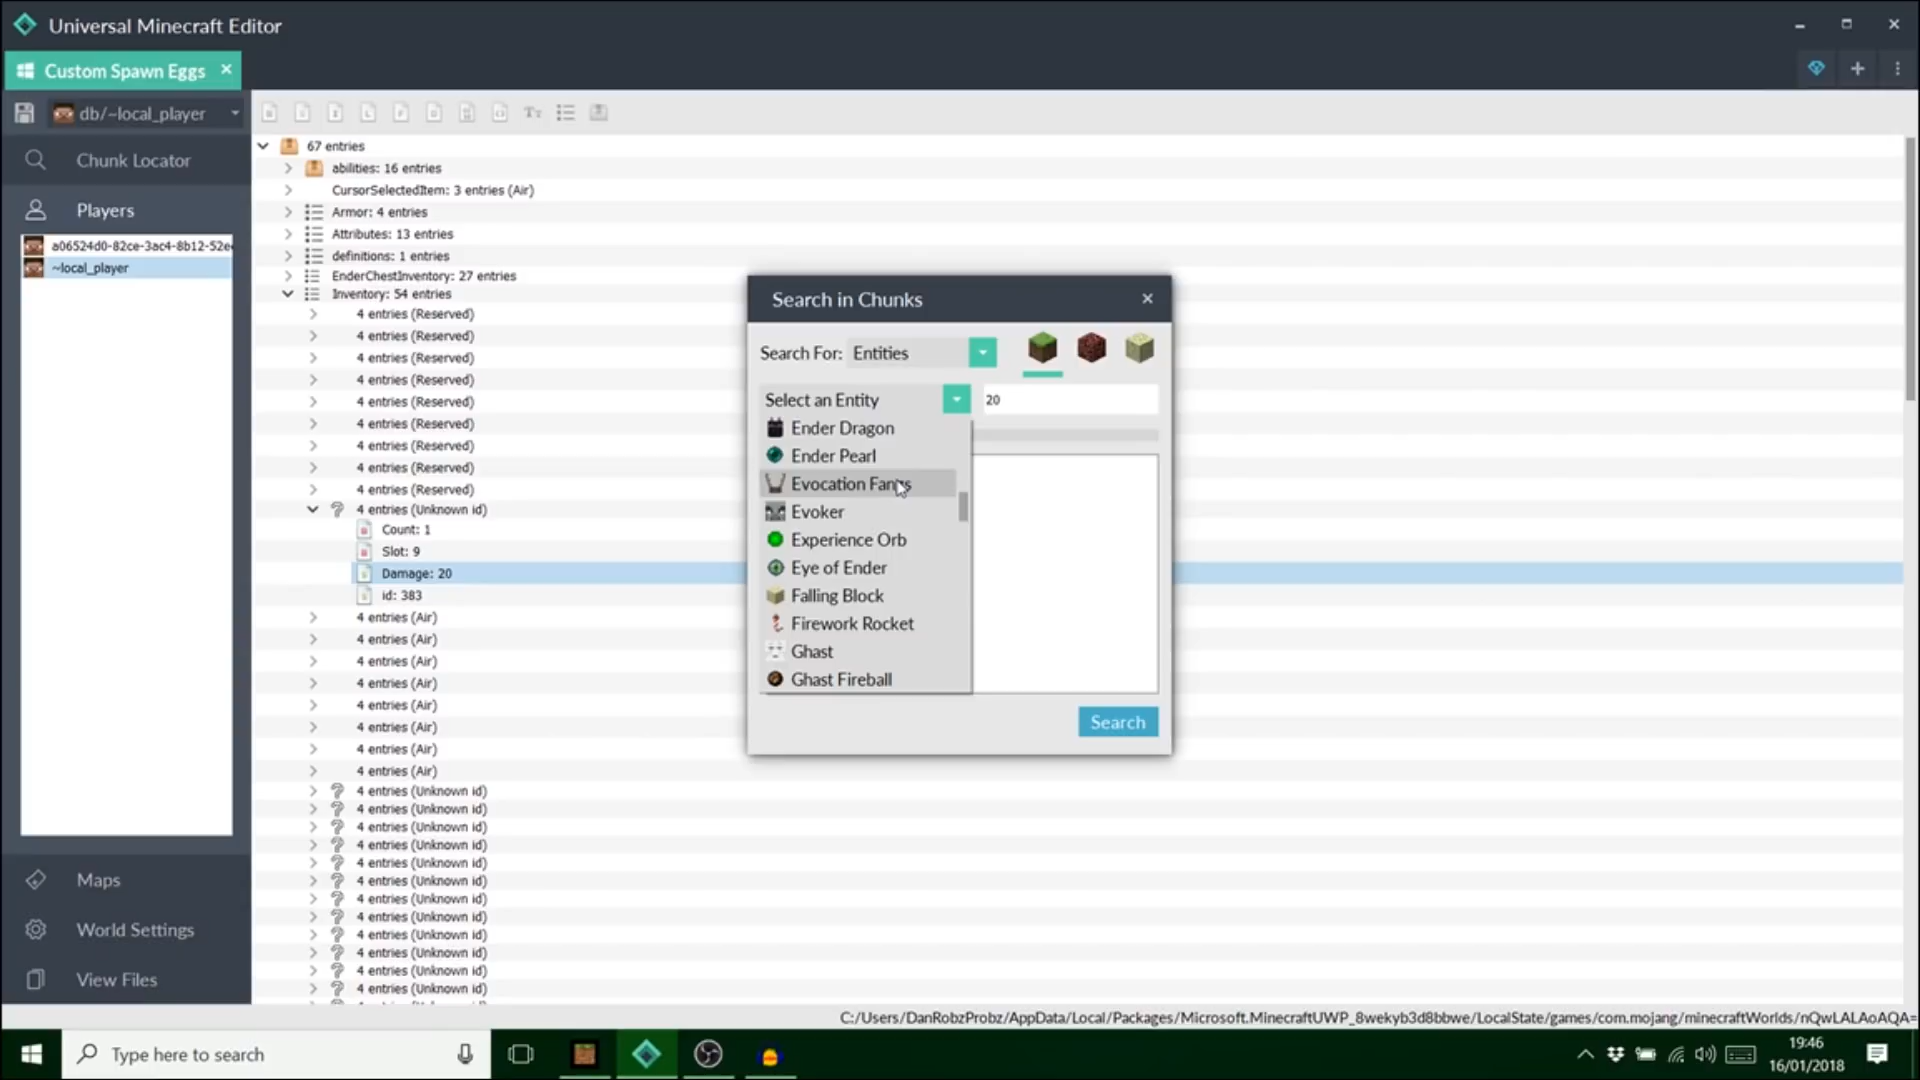 Universal Minecraft Editor
Custom Spawn Eggs
db/~local_player
Chunk Locator
Players
a06524d0-82ce-3ac4-8b12-52e
~local_player
Maps
World Settings
View Files
67 entries
abilities: 16 entries
CursorSelectedItem: 3 entries (Air)
Armor: 4 entries
Attributes: 13 entries
definitions: 1 entries
EnderChestInventory: 27 entries
Inventory: 54 entries
4 entries (Reserved)
4 entries (Reserved)
4 entries (Reserved)
4 entries (Reserved)
4 entries (Reserved)
4 entries (Reserved)
4 entries (Reserved)
4 entries (Reserved)
4 entries (Reserved)
4 entries (Unknown id)
Count: 1
Slot: 9
Damage: 20
id: 383
4 entries (Air)
4 entries (Air)
4 entries (Air)
4 entries (Air)
4 entries (Air)
4 entries (Air)
4 entries (Air)
4 entries (Air)
4 entries (Unknown id)
4 entries (Unknown id)
4 entries (Unknown id)
4 entries (Unknown id)
4 entries (Unknown id)
4 entries (Unknown id)
4 entries (Unknown id)
4 entries (Unknown id)
4 entries (Unknown id)
4 entries (Unknown id)
4 entries (Unknown id)
4 entries (Unknown id)
Search in Chunks
Search For: Entities
Select an Entity
20
Ender Dragon
Ender Pearl
Evocation Fangs
Evoker
Experience Orb
Eye of Ender
Falling Block
Firework Rocket
Ghast
Ghast Fireball
Search
C:/Users/DanRobzProbz/AppData/Local/Packages/Microsoft.MinecraftUWP_8wekyb3d8bbwe/LocalState/games/com.mojang/minecraftWorlds/nQwLALAoAQA=
Type here to search
19:46
16/01/2018